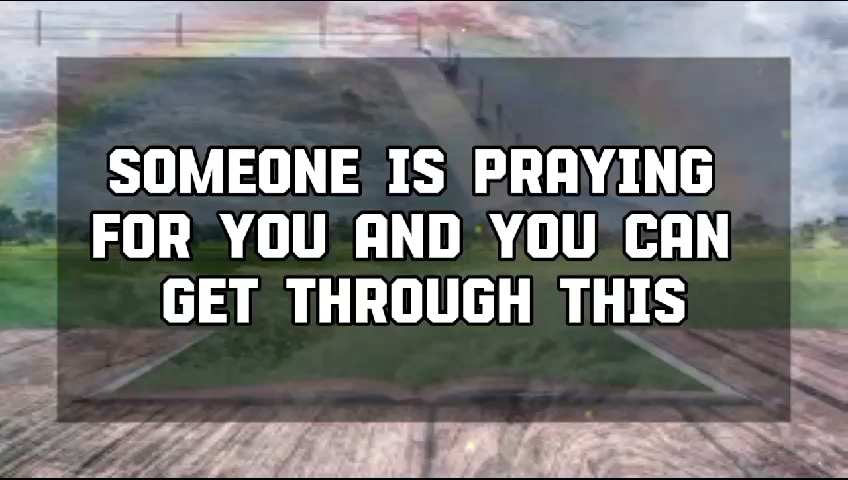 SOMEONE IS PRAYING
FOR YOU AND YOU CAN
GET THROUGH THIS